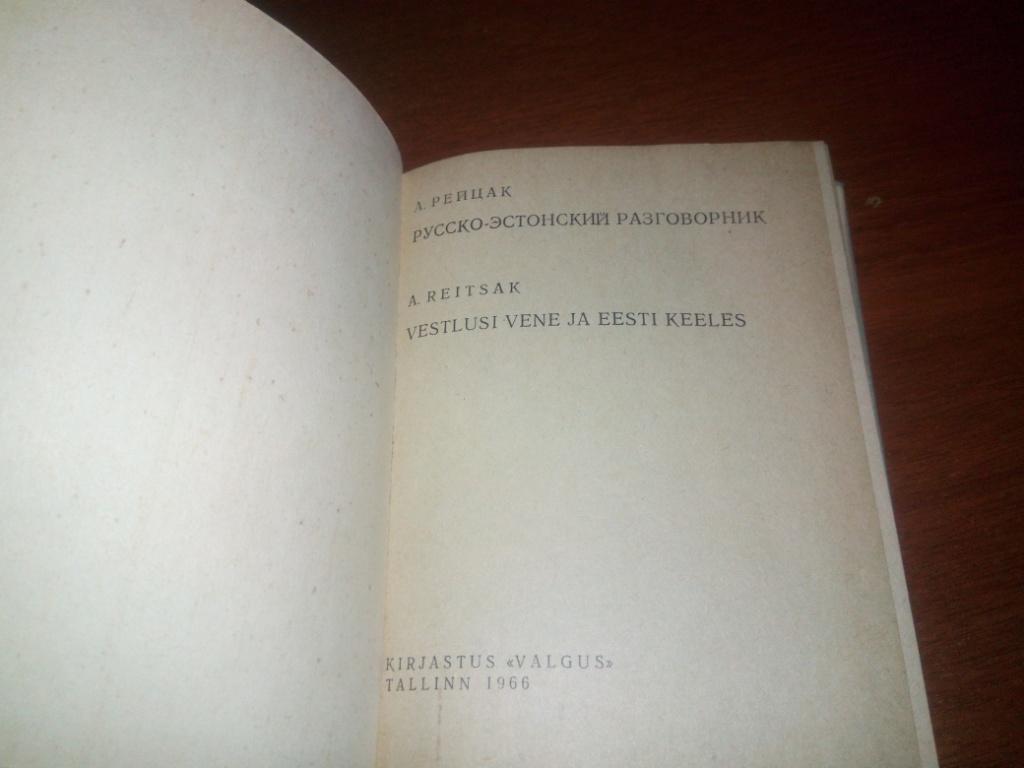 А. РЕЙЦАК
РУССКО-ЭСТОНСКИЙ РАЗГОВОРНИК
A. REITSAK
VESTLUSI VENE JA EESTI KEELES
KIRJASTUS «VALGUS»
TALLINN 1966